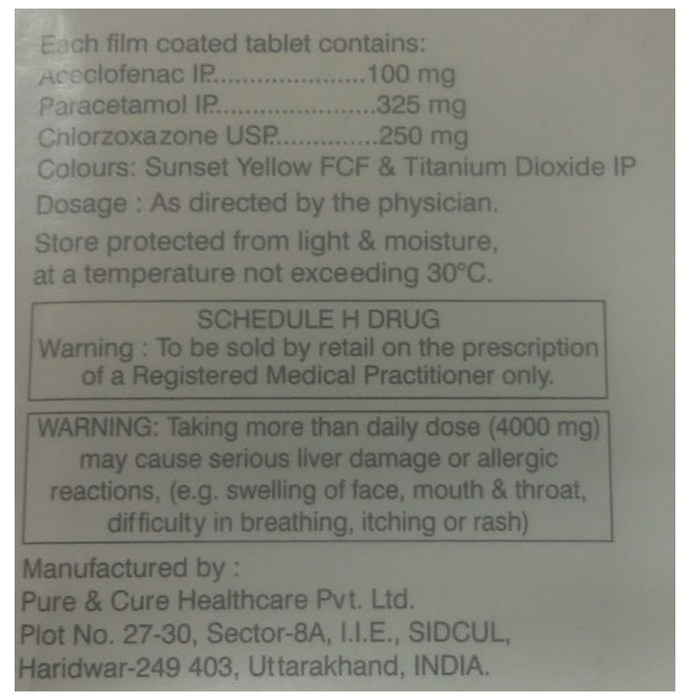 Each film coated tablet contains:
Aceclofenac IP.....................100 mg
Paracetamol IP......................325 mg
Chlorzoxazone USP..............250 mg
Colours: Sunset Yellow FCF & Titanium Dioxide IP
Dosage : As directed by the physician.
Store protected from light & moisture,
at a temperature not exceeding 30°C.
SCHEDULE H DRUG
Warning : To be sold by retail on the prescription
of a Registered Medical Practitioner only.
WARNING: Taking more than daily dose (4000 mg)
may cause serious liver damage or allergic
reactions, (e.g. swelling of face, mouth & throat,
difficulty in breathing, itching or rash)
Manufactured by :
Pure & Cure Healthcare Pvt. Ltd.
Plot No. 27-30, Sector-8A, I.I.E., SIDCUL,
Haridwar-249 403, Uttarakhand, INDIA.